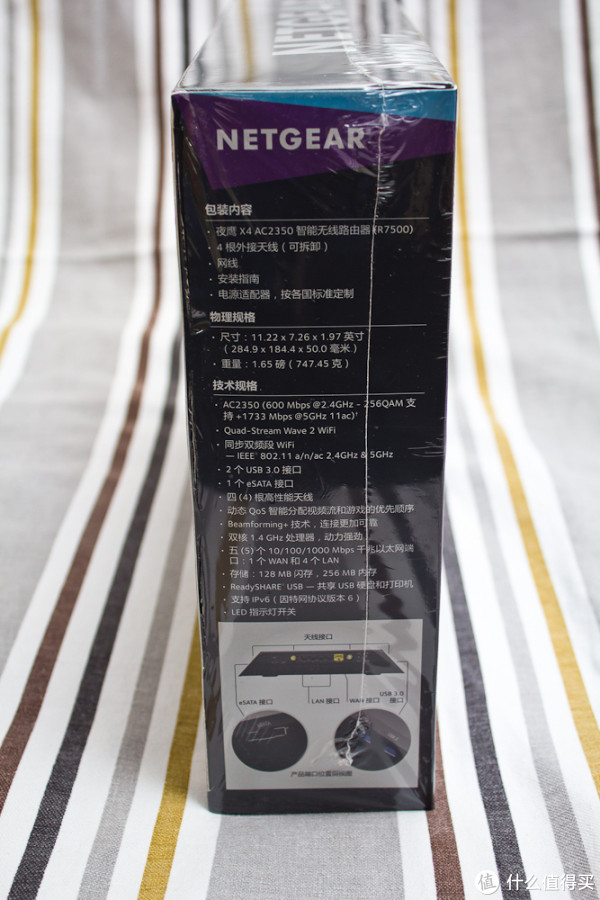 NETGEAR
包装内容
· 夜鹰 X4 AC2350 智能无线路由器 (R7500)
· 4 根外接天线（可拆卸）
· 网线
· 安装指南
· 电源适配器，按各国标准定制
物理规格
· 尺寸：11.22 x 7.26 x 1.97 英寸
（284.9 x 184.4 x 50.0 毫米）
· 重量：1.65 磅（747.45 克）
技术规格
· AC2350 (600 Mbps @2.4GHz - 256QAM 支
持 +1733 Mbps @5GHz 11ac)†
· Quad-Stream Wave 2 WiFi
· 同步双频段 WiFi
— IEEE® 802.11 a/n/ac 2.4GHz & 5GHz
· 2 个 USB 3.0 接口
· 1 个 eSATA 接口
· 四 (4) 根高性能天线
· 动态 QoS 智能分配视频流和游戏的优先顺序
· Beamforming+ 技术，连接更加可靠
· 双核 1.4 GHz 处理器，动力强劲
· 五 (5) 个 10/100/1000 Mbps 千兆以太网端
口：1 个 WAN 和 4 个 LAN
· 存储：128 MB 闪存，256 MB 内存
· ReadySHARE® USB — 共享 USB 硬盘和打印机
· 支持 IPv6（因特网协议版本 6）
· LED 指示灯开关
天线接口
eSATA 接口
LAN 接口
WAN 接口
USB 3.0
接口
值 什么值得买